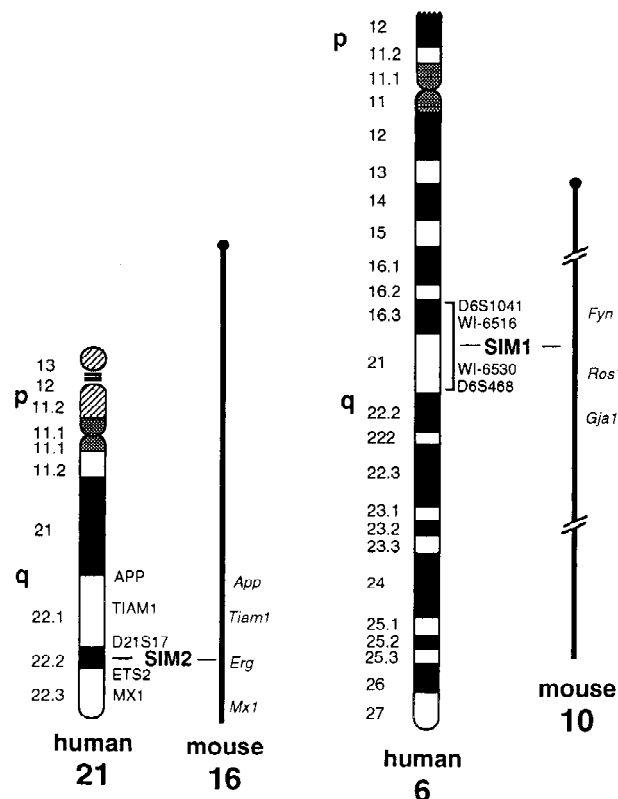 p
13
12
11.2
11.1
11.1
11.2
21
q
22.1
22.2
22.3
APP
TIAM1
D21S17
SIM2
ETS2
MX1
human
21
App
Tiam1
Erg
Mx1
mouse
16
p
12
11.2
11.1
11
12
13
14
15
16.1
16.2
16.3
21
q
22.2
222
22.3
23.1
23.2
23.3
24
25.1
25.2
25.3
26
27
D6S1041
WI-6516
SIM1
WI-6530
D6S468
human
6
Fyn
Ros1
Gja1
mouse
10